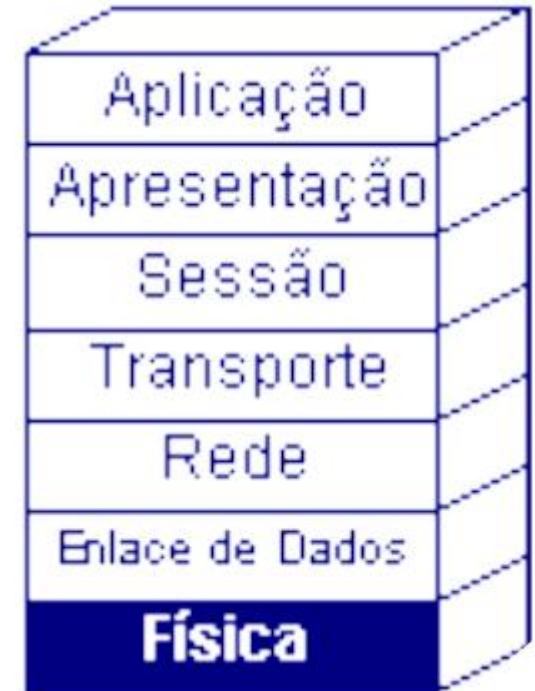 Aplicação
Apresentação
Sessão
Transporte
Rede
Enlace de Dados
Física